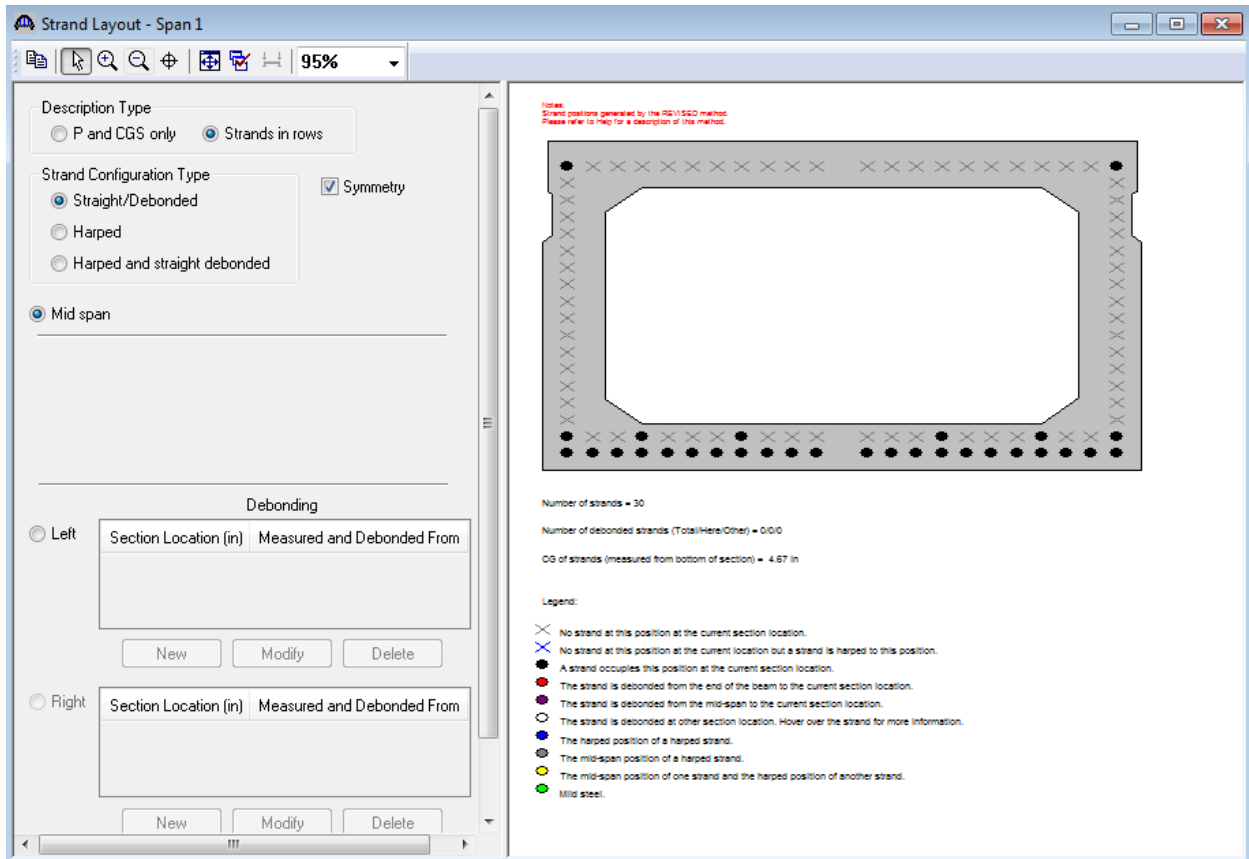 Strand Layout - Span 1
95%
Description Type
P and CGS only
Strands in rows
Strand Configuration Type
Symmetry
Straight/Debonded
Harped
Harped and straight debonded
Mid span
Debonding
Left
Section Location (in) Measured and Debonded From
New Modify Delete
Right
Section Location (in) Measured and Debonded From
New Modify Delete
Notes:
Strand positions generated by the REVISED method.
Please refer to Help for a description of this method.
Number of strands = 30
Number of debonded strands (Total/Here/Other) = 0/0/0
CG of strands (measured from bottom of section) = 4.67 in
Legend:
No strand at this position at the current section location.
No strand at this position at the current location but a strand is harped to this position.
A strand occupies this position at the current section location.
The strand is debonded from the end of the beam to the current section location.
The strand is debonded from the mid-span to the current section location.
The strand is debonded at other section location. Hover over the strand for more information.
The harped position of a harped strand.
The mid-span position of a harped strand.
The mid-span position of one strand and the harped position of another strand.
Mild steel.